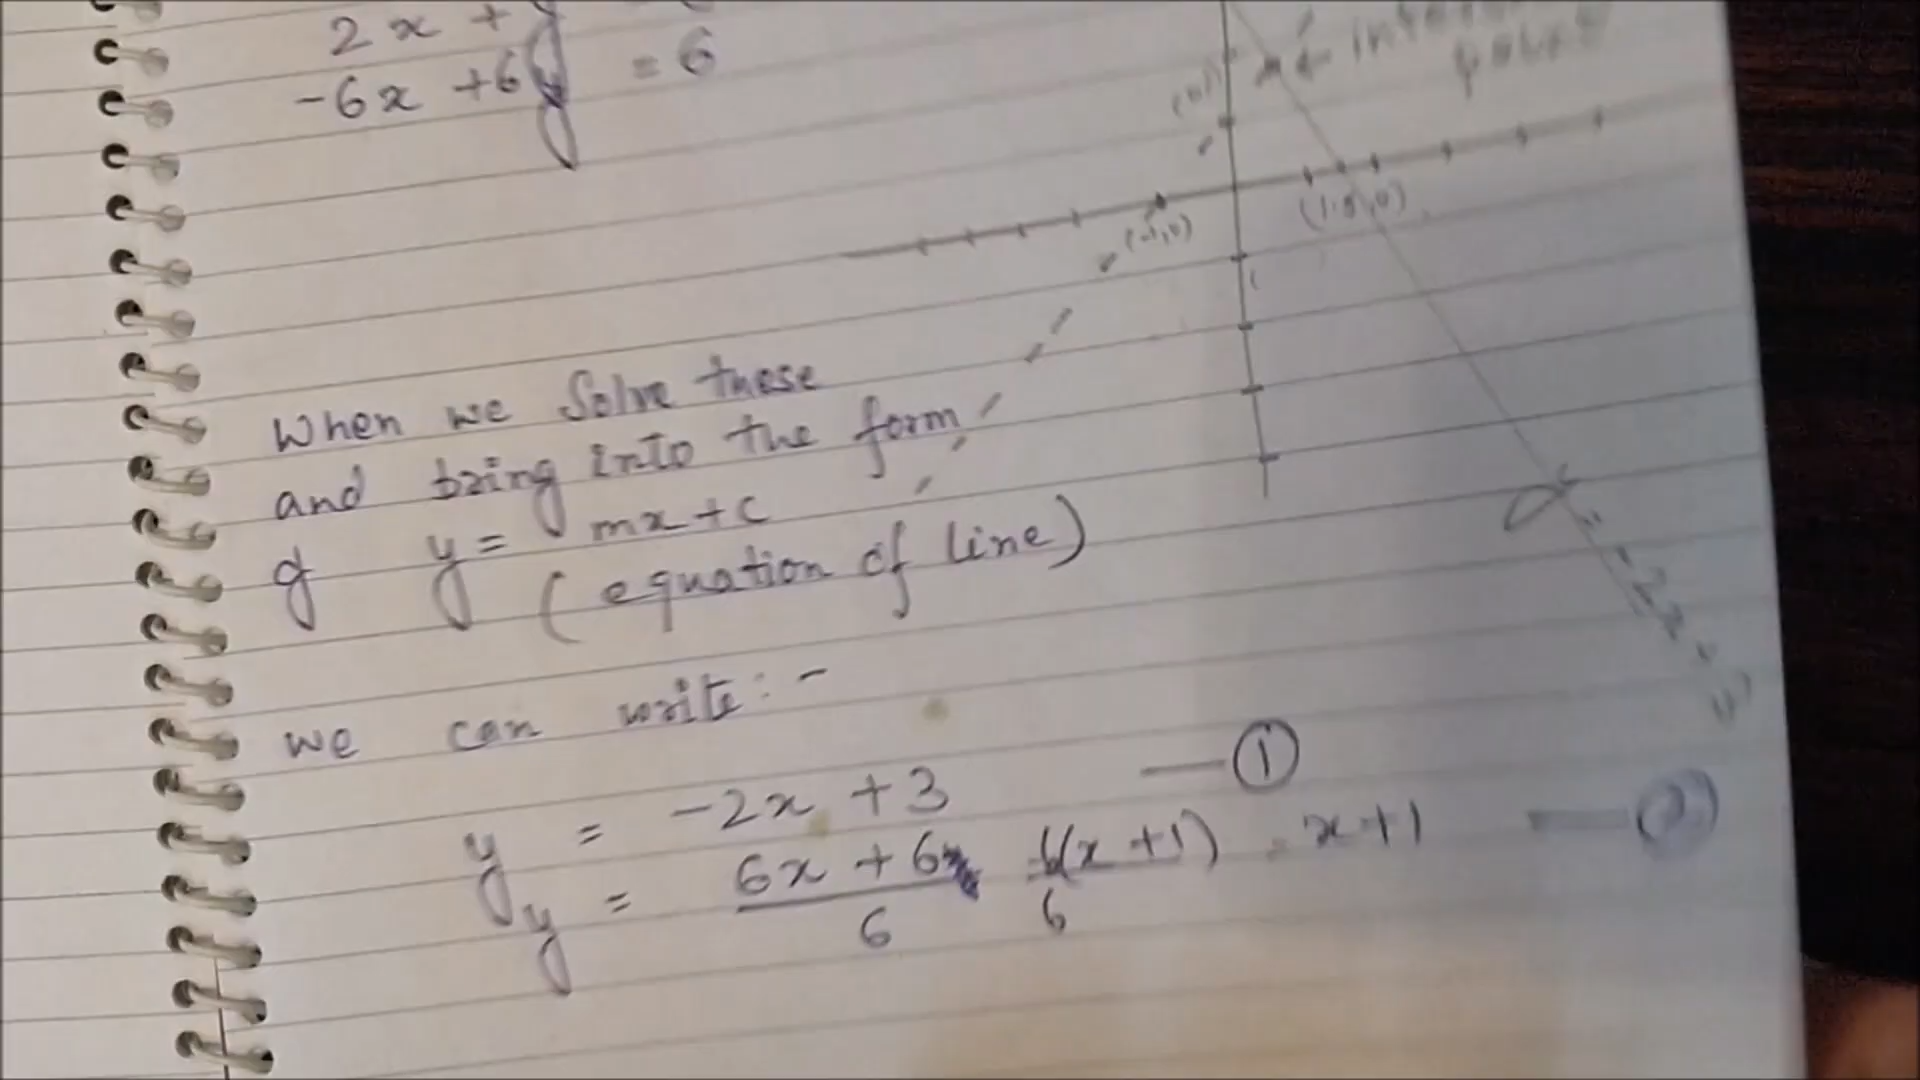 2x + y
-6x + 6y = 6
When we solve these
and bring into the form
of y = mx + c
(equation of line)
we can write:-
y = -2x + 3 — ①
y = 6x + 6 / 6 = 6(x + 1) / 6 = x + 1 — ②
(-1,0)
(1.5,0)